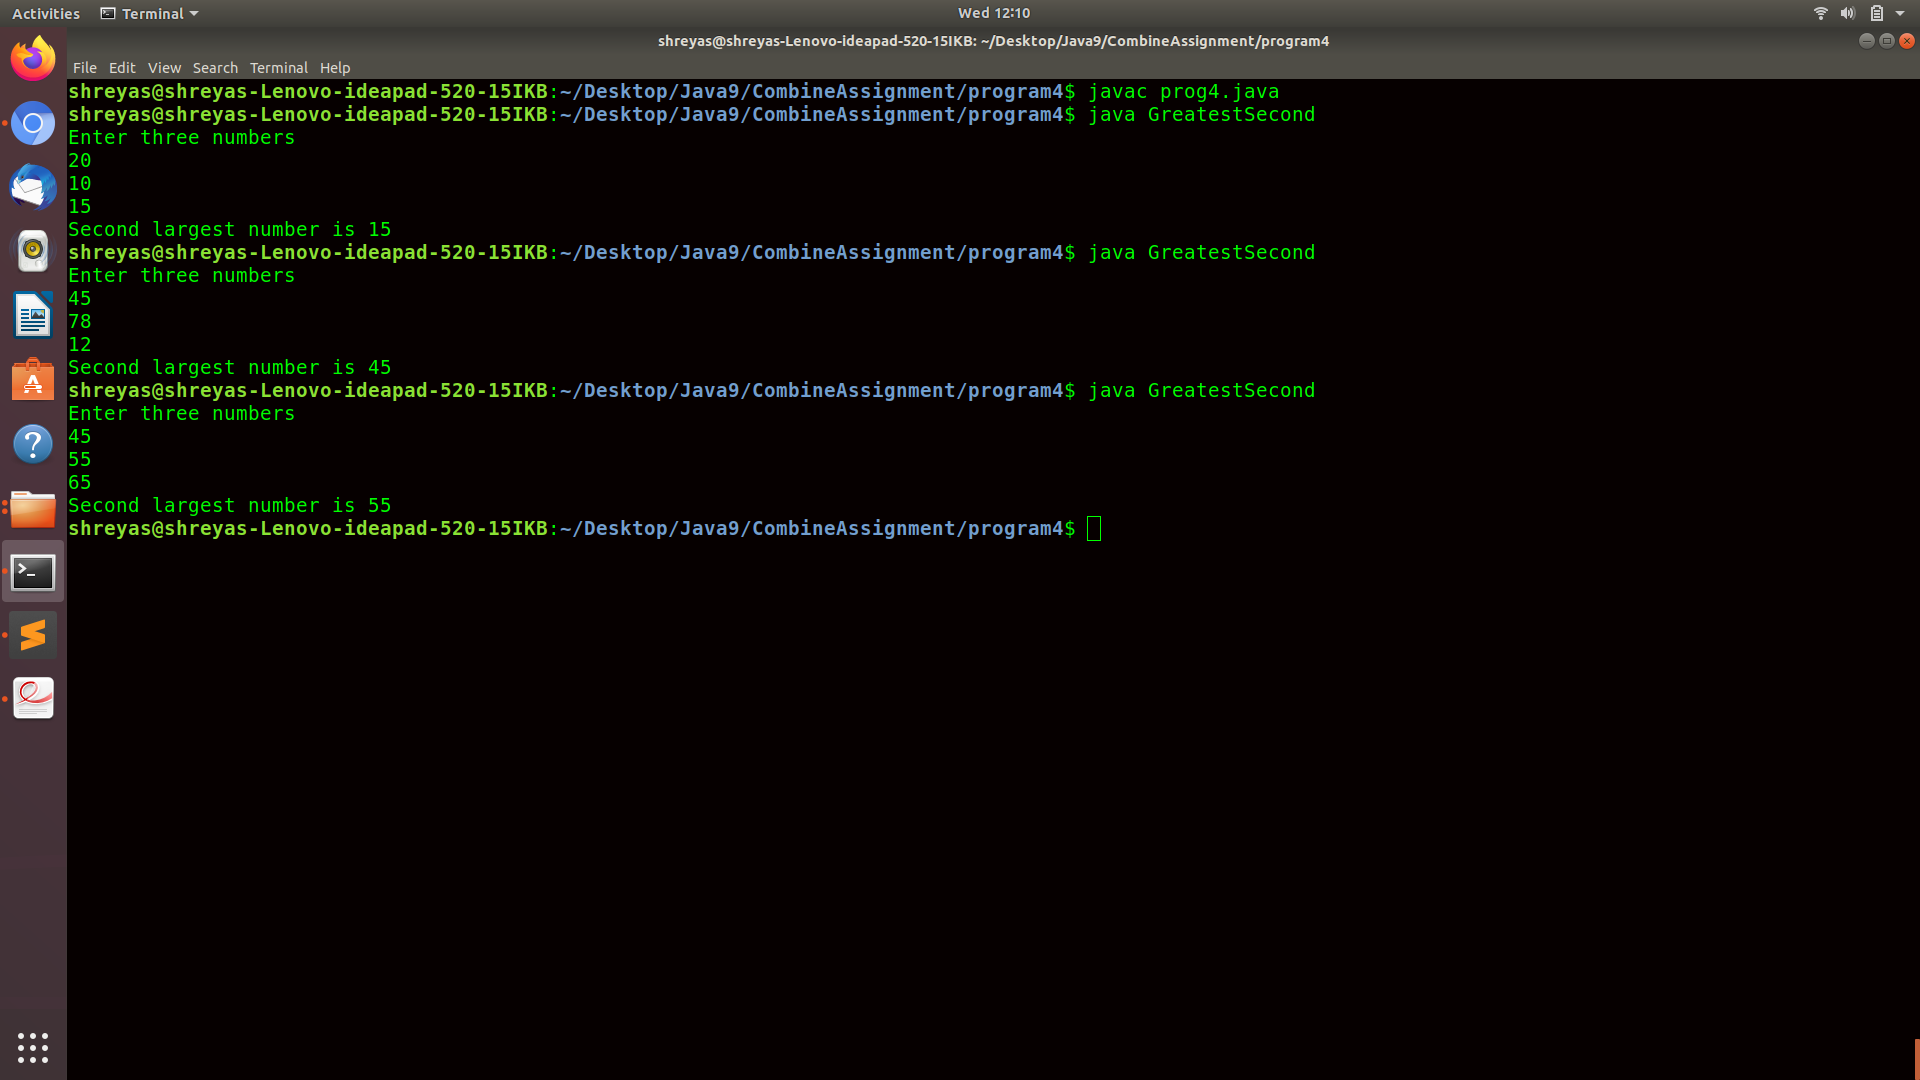 Activities Terminal Wed 12:10
shreyas@shreyas-Lenovo-ideapad-520-15IKB: ~/Desktop/Java9/CombineAssignment/program4
File Edit View Search Terminal Help
shreyas@shreyas-Lenovo-ideapad-520-15IKB:~/Desktop/Java9/CombineAssignment/program4$ javac prog4.java
shreyas@shreyas-Lenovo-ideapad-520-15IKB:~/Desktop/Java9/CombineAssignment/program4$ java GreatestSecond
Enter three numbers
20
10
15
Second largest number is 15
shreyas@shreyas-Lenovo-ideapad-520-15IKB:~/Desktop/Java9/CombineAssignment/program4$ java GreatestSecond
Enter three numbers
45
78
12
Second largest number is 45
shreyas@shreyas-Lenovo-ideapad-520-15IKB:~/Desktop/Java9/CombineAssignment/program4$ java GreatestSecond
Enter three numbers
45
55
65
Second largest number is 55
shreyas@shreyas-Lenovo-ideapad-520-15IKB:~/Desktop/Java9/CombineAssignment/program4$